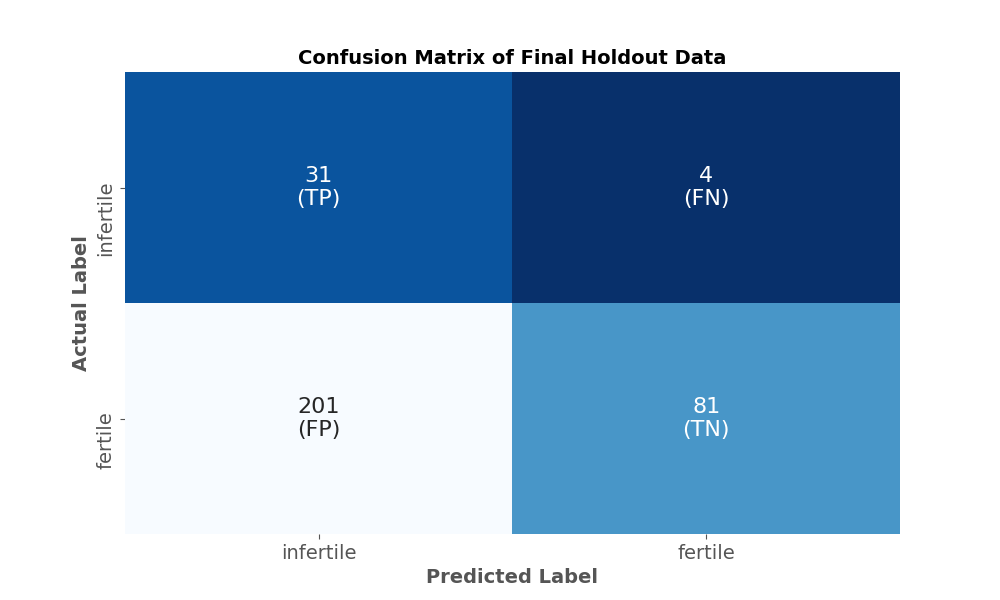 Confusion Matrix of Final Holdout Data
Actual Label
infertile
31
(TP)
4
(FN)
fertile
201
(FP)
81
(TN)
infertile
fertile
Predicted Label